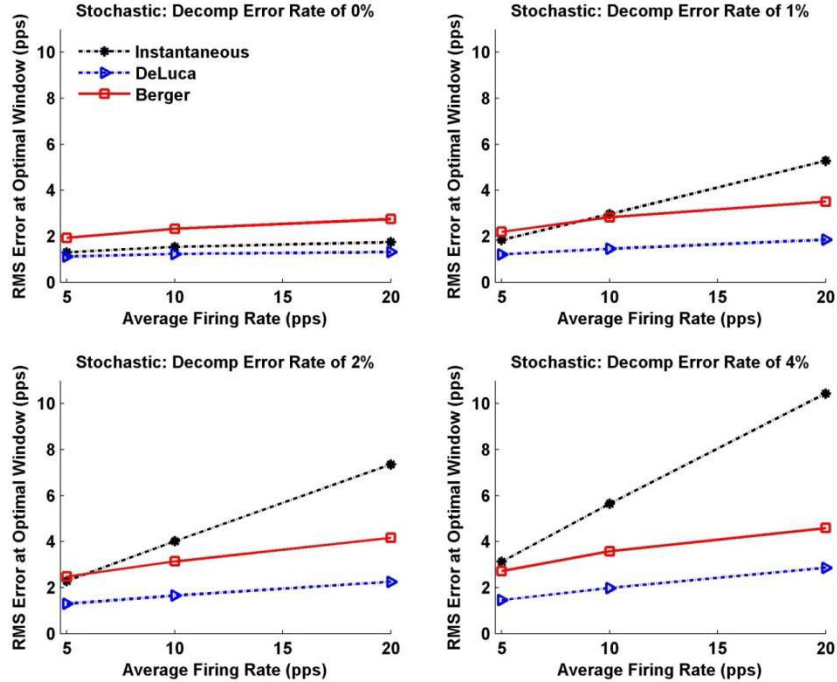 Stochastic: Decomp Error Rate of 0%
RMS Error at Optimal Window (pps)
10
8
6
4
2
0
Instantaneous
DeLuca
Berger
5
10
15
20
Average Firing Rate (pps)
Stochastic: Decomp Error Rate of 1%
RMS Error at Optimal Window (pps)
10
8
6
4
2
0
5
10
15
20
Average Firing Rate (pps)
Stochastic: Decomp Error Rate of 2%
RMS Error at Optimal Window (pps)
10
8
6
4
2
0
5
10
15
20
Average Firing Rate (pps)
Stochastic: Decomp Error Rate of 4%
RMS Error at Optimal Window (pps)
10
8
6
4
2
0
5
10
15
20
Average Firing Rate (pps)